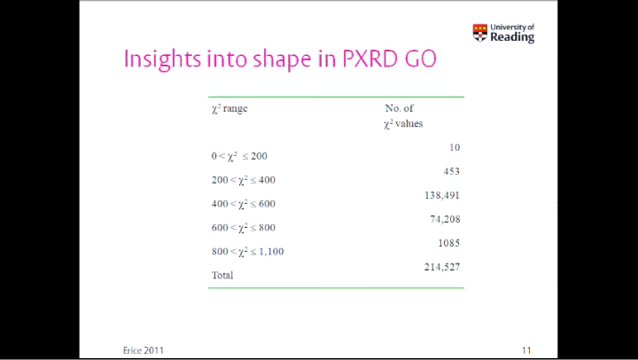 University of
Reading
Insights into shape in PXRD GO
χ² range No. of
χ² values
10
0 < χ² ≤ 200
453
200 < χ² ≤ 400
138,491
400 < χ² ≤ 600
74,208
600 < χ² ≤ 800
1085
800 < χ² ≤ 1,100
214,527
Total
Erice 2011 11